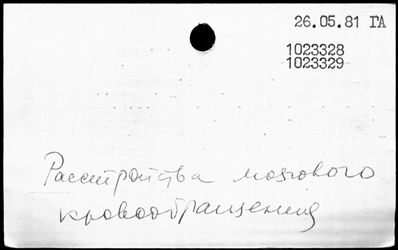 26.05.81 ГА
1023328
1023329
Расстройства мозгового
кровообращения